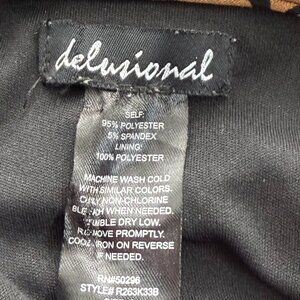 delusional
SELF:
95% POLYESTER
5% SPANDEX
LINING:
100% POLYESTER
MACHINE WASH COLD
WITH SIMILAR COLORS.
ONLY NON-CHLORINE
BLEACH WHEN NEEDED.
TUMBLE DRY LOW.
REMOVE PROMPTLY.
COOL IRON ON REVERSE
IF NEEDED.
RN#50296
STYLE# R263K33B